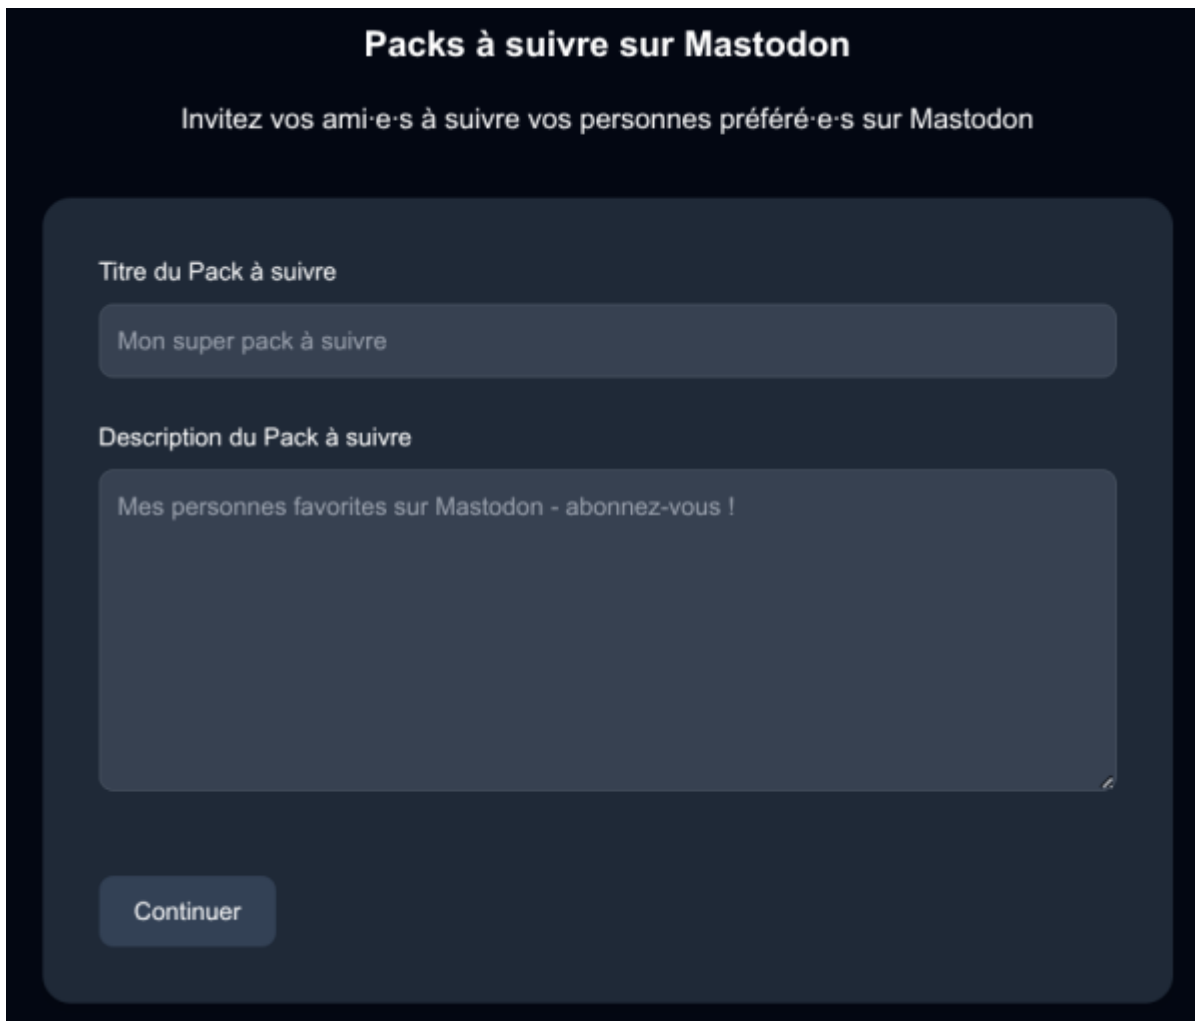 Packs à suivre sur Mastodon
Invitez vos ami·e·s à suivre vos personnes préféré·e·s sur Mastodon
Titre du Pack à suivre
Mon super pack à suivre
Description du Pack à suivre
Mes personnes favorites sur Mastodon - abonnez-vous !
Continuer